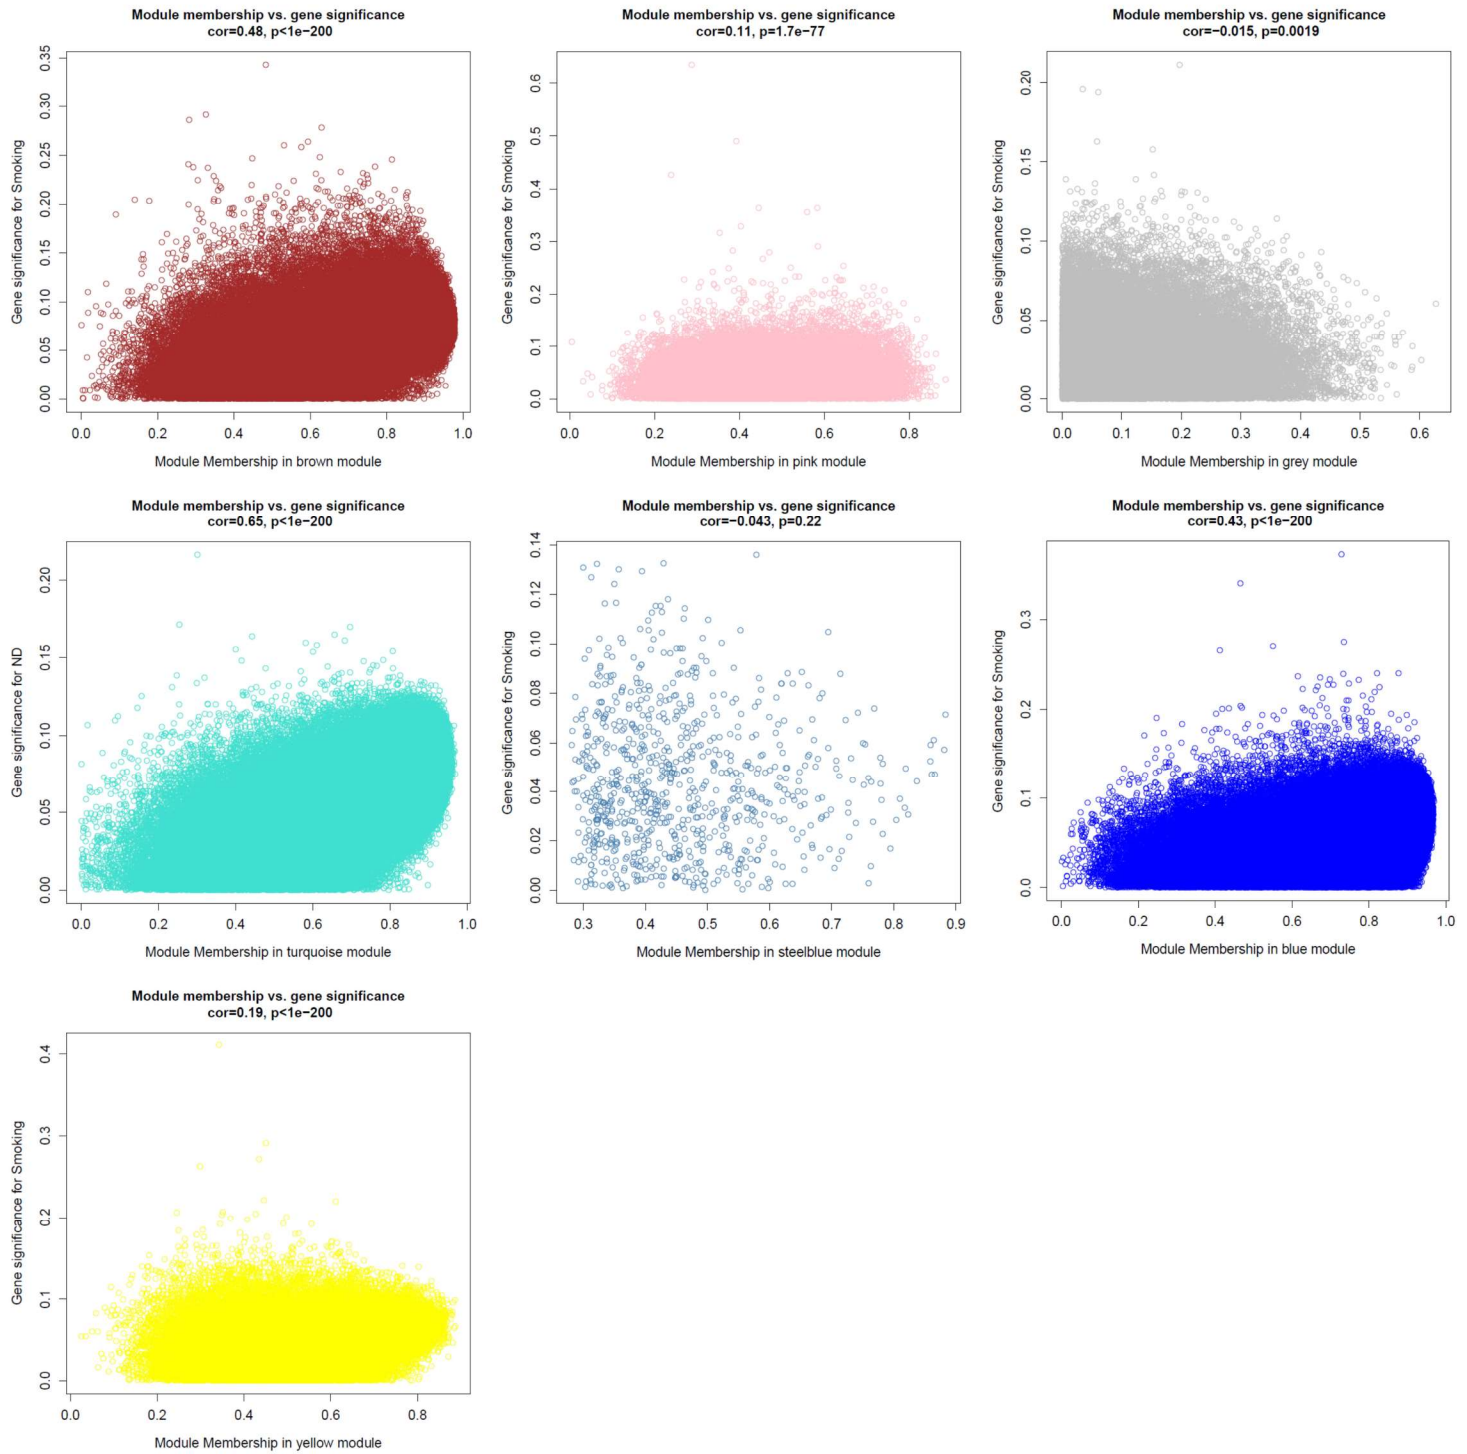 Module membership vs. gene significance
cor=0.48, p<1e−200
Gene significance for Smoking
0.00 0.05 0.10 0.15 0.20 0.25 0.30 0.35
0.0 0.2 0.4 0.6 0.8 1.0
Module Membership in brown module
Module membership vs. gene significance
cor=0.11, p=1.7e−77
Gene significance for Smoking
0.0 0.1 0.2 0.3 0.4 0.5 0.6
0.0 0.2 0.4 0.6 0.8
Module Membership in pink module
Module membership vs. gene significance
cor=−0.015, p=0.0019
Gene significance for Smoking
0.00 0.05 0.10 0.15 0.20
0.0 0.1 0.2 0.3 0.4 0.5 0.6
Module Membership in grey module
Module membership vs. gene significance
cor=0.65, p<1e−200
Gene significance for ND
0.00 0.05 0.10 0.15 0.20
0.0 0.2 0.4 0.6 0.8 1.0
Module Membership in turquoise module
Module membership vs. gene significance
cor=−0.043, p=0.22
Gene significance for Smoking
0.00 0.02 0.04 0.06 0.08 0.10 0.12 0.14
0.3 0.4 0.5 0.6 0.7 0.8 0.9
Module Membership in steelblue module
Module membership vs. gene significance
cor=0.43, p<1e−200
Gene significance for Smoking
0.0 0.1 0.2 0.3
0.0 0.2 0.4 0.6 0.8 1.0
Module Membership in blue module
Module membership vs. gene significance
cor=0.19, p<1e−200
Gene significance for Smoking
0.0 0.1 0.2 0.3 0.4
0.0 0.2 0.4 0.6 0.8
Module Membership in yellow module